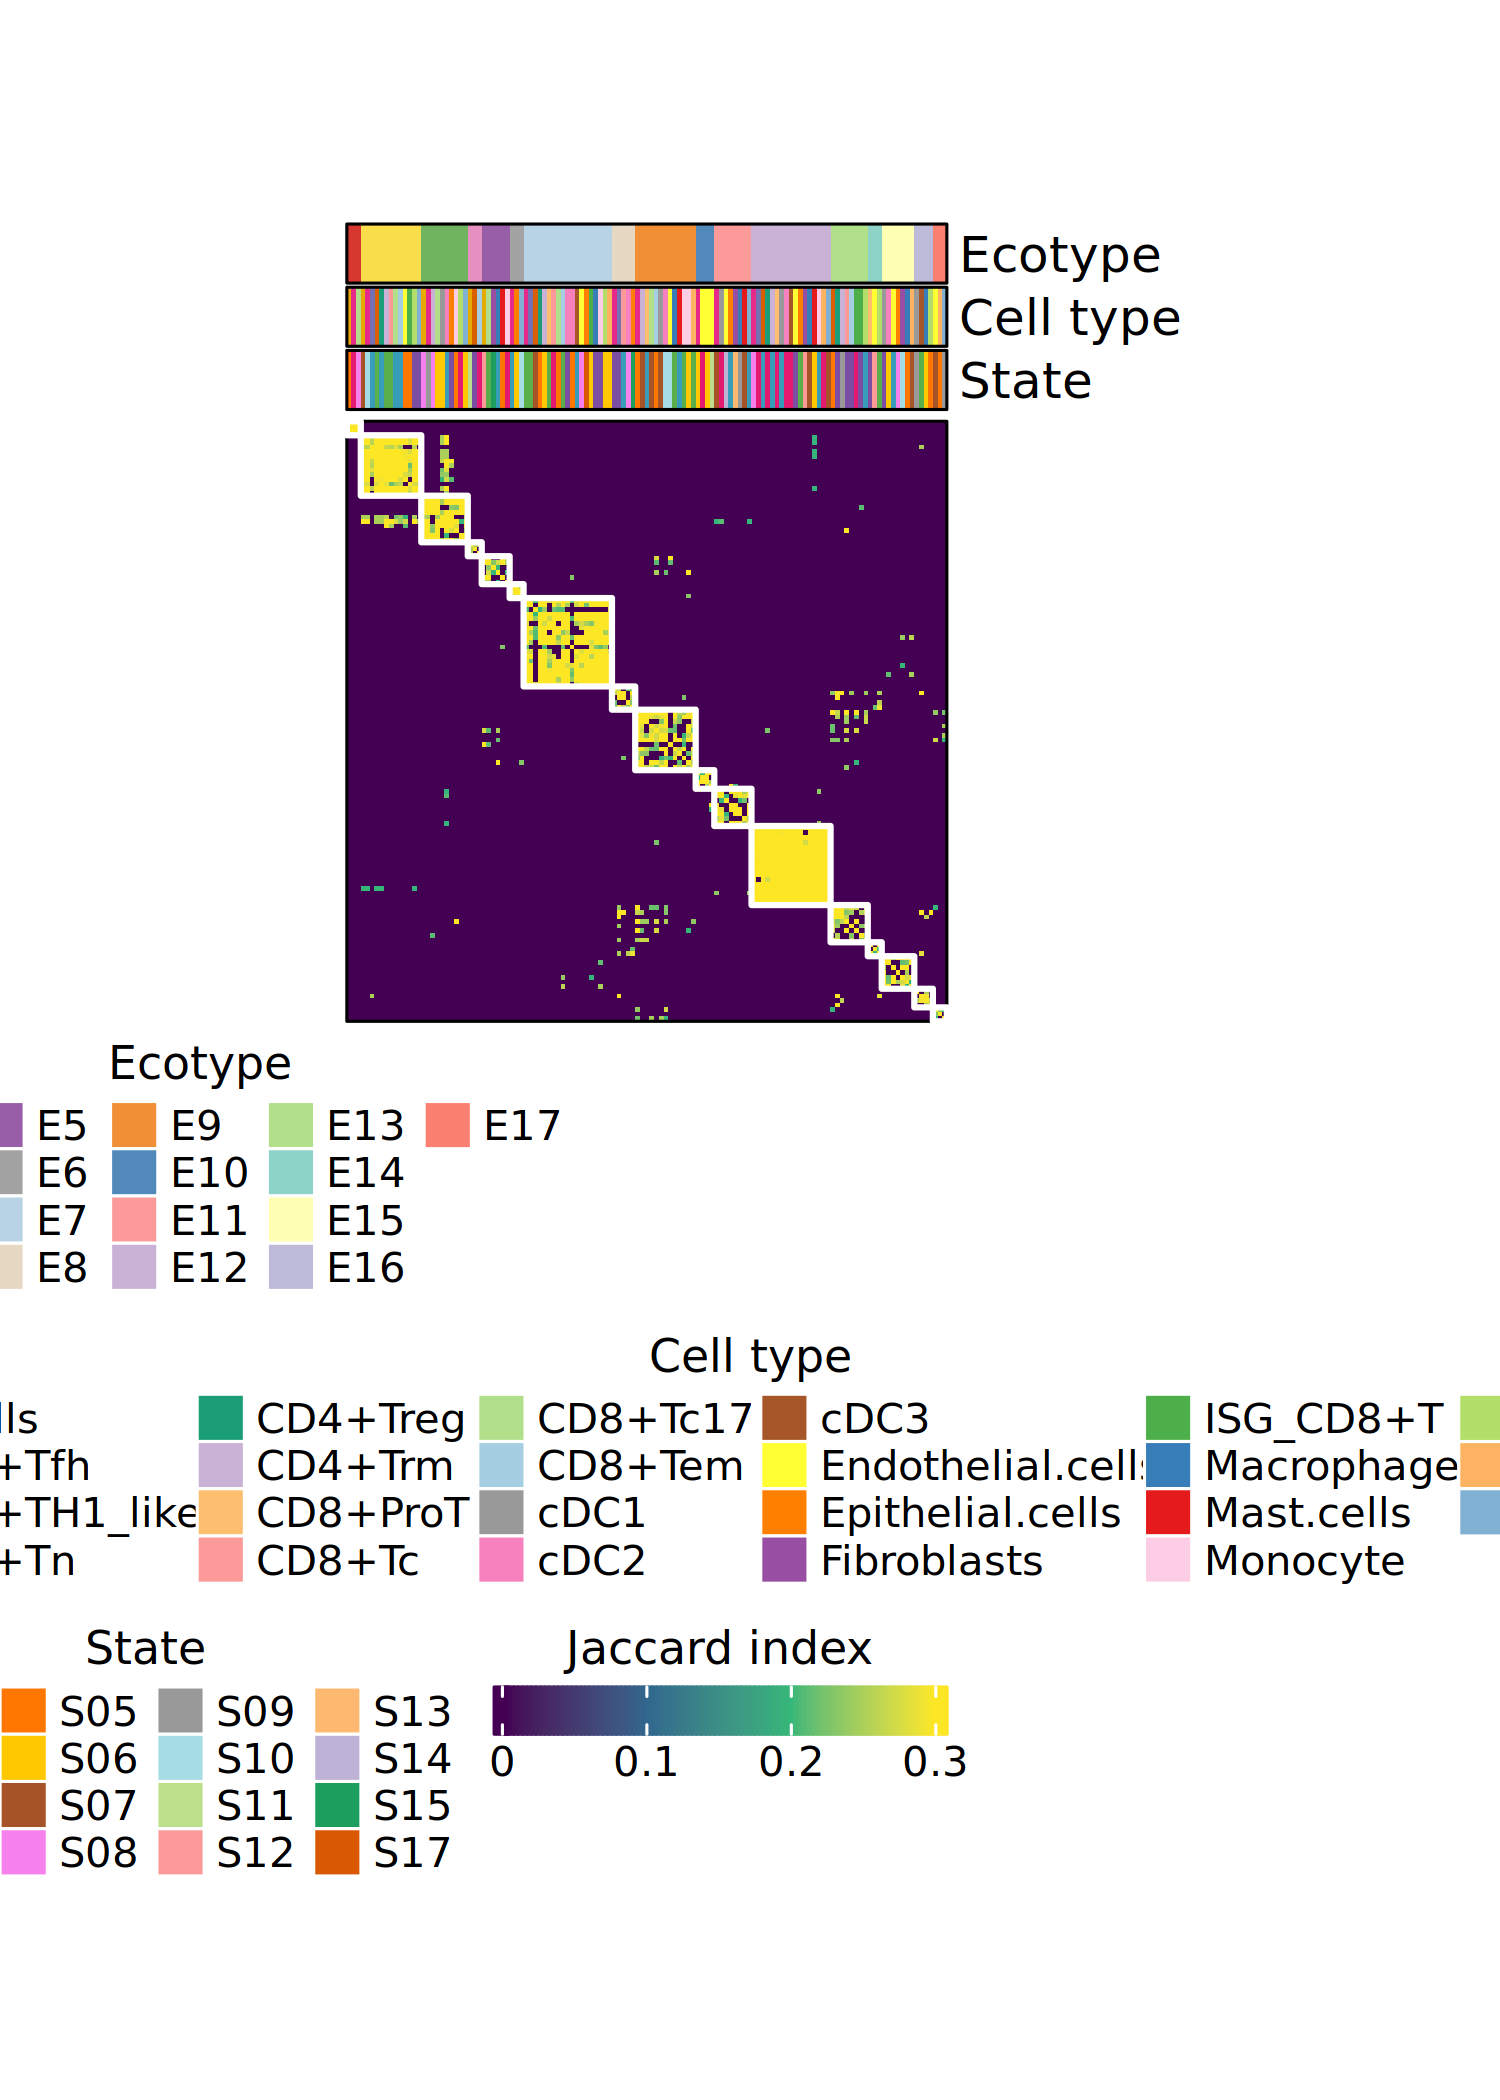 Ecotype
Cell type
State
Ecotype
E5 E9 E13 E17
E6 E10 E14
E7 E11 E15
E8 E12 E16
Cell type
lls CD4+Treg CD8+Tc17 cDC3 ISG_CD8+T
+Tfh CD4+Trm CD8+Tem Endothelial.cells Macrophage
+TH1_like CD8+ProT cDC1 Epithelial.cells Mast.cells
+Tn CD8+Tc cDC2 Fibroblasts Monocyte
State Jaccard index
S05 S09 S13
S06 S10 S14
S07 S11 S15
S08 S12 S17
0 0.1 0.2 0.3